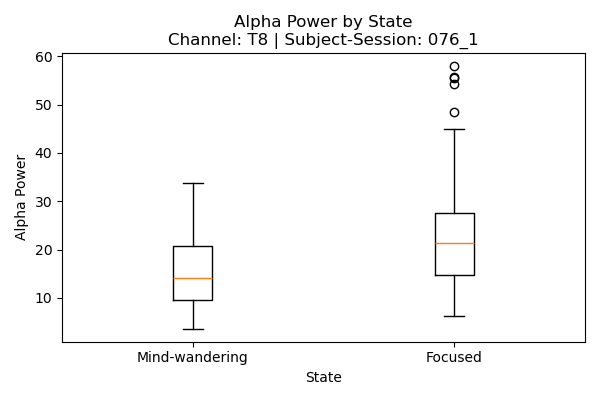 Alpha Power by State
Channel: T8 | Subject-Session: 076_1
60
50
40
30
20
10
Alpha Power
Mind-wandering
Focused
State